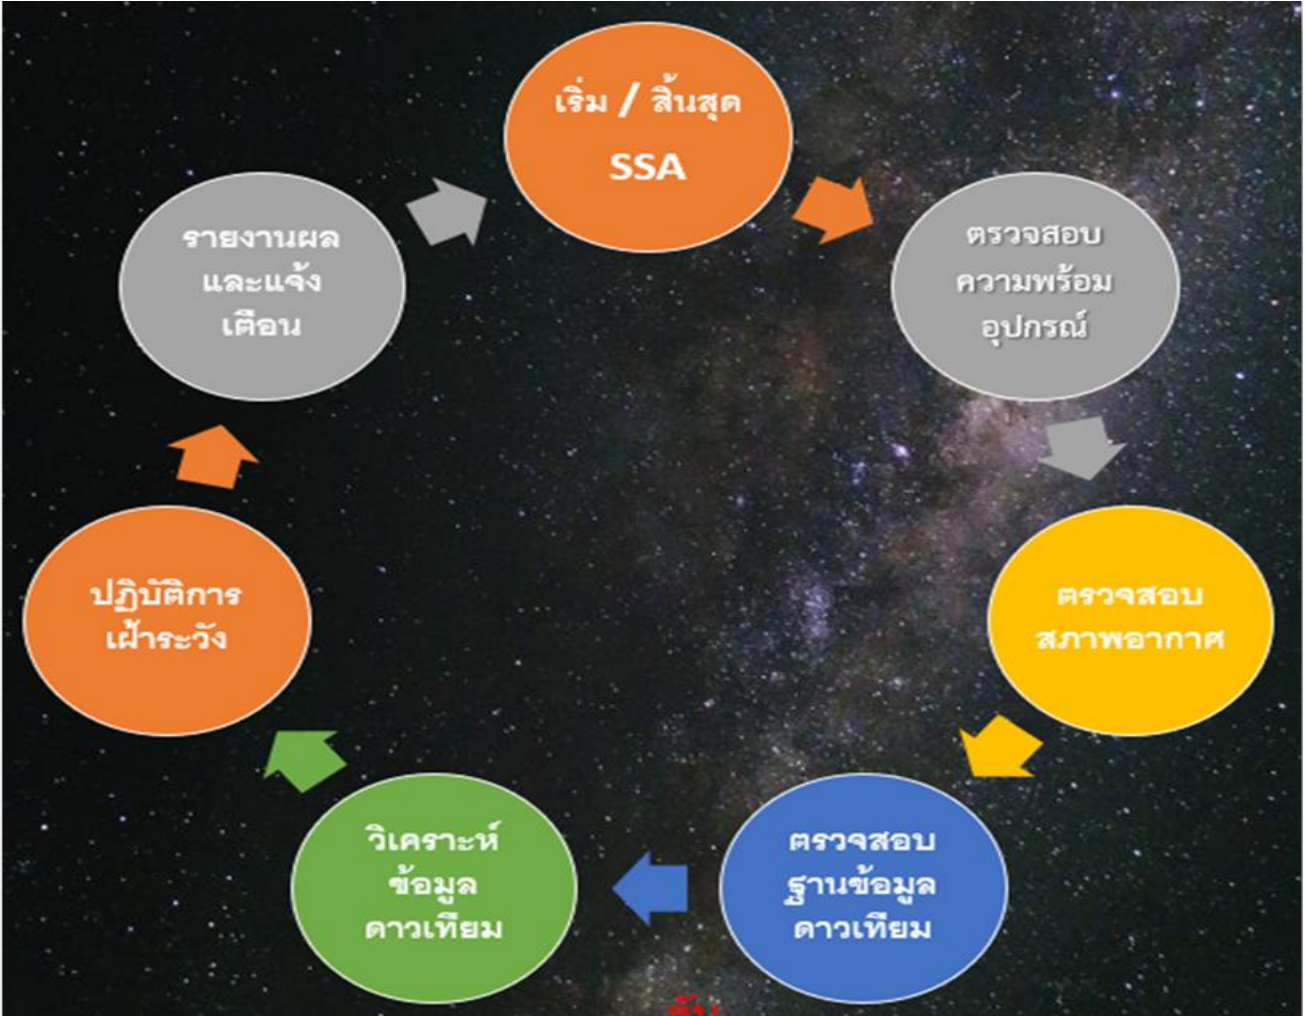 เริ่ม / สิ้นสุด
SSA
ตรวจสอบ
ความพร้อม
อุปกรณ์
ตรวจสอบ
สภาพอากาศ
ตรวจสอบ
ฐานข้อมูล
ดาวเทียม
วิเคราะห์
ข้อมูล
ดาวเทียม
ปฏิบัติการ
เฝ้าระวัง
รายงานผล
และแจ้ง
เตือน